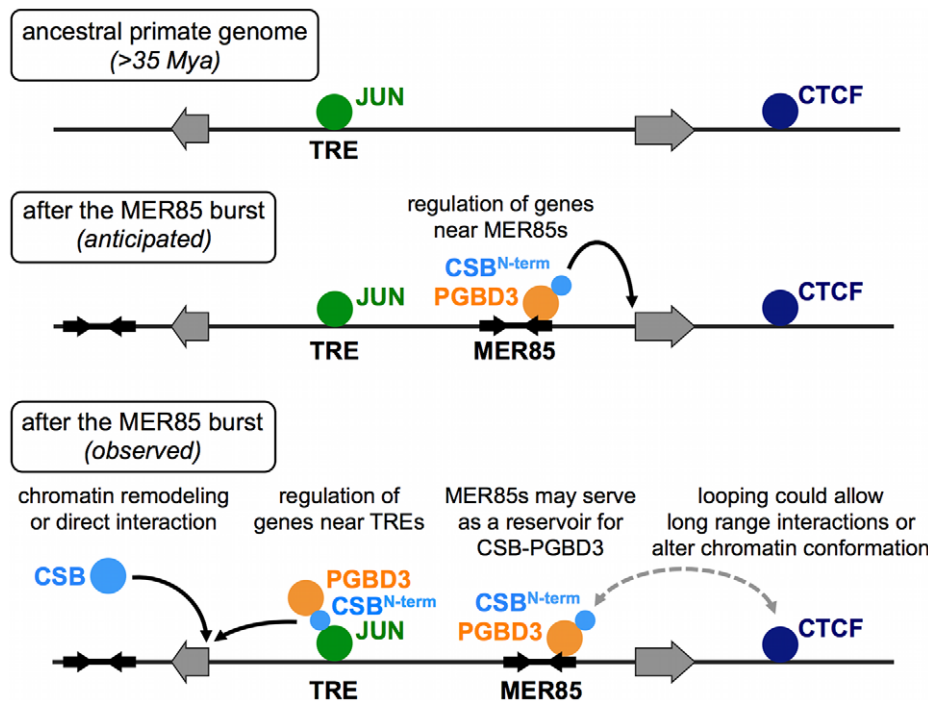 ancestral primate genome
(>35 Mya)
JUN
CTCF
TRE
after the MER85 burst
(anticipated)
regulation of genes
near MER85s
CSBN-term
PGBD3
JUN
CTCF
TRE
MER85
after the MER85 burst
(observed)
chromatin remodeling
or direct interaction
regulation of
genes near TREs
MER85s may serve
as a reservoir for
CSB-PGBD3
looping could allow
long range interactions or
alter chromatin conformation
CSB
PGBD3
CSBN-term
JUN
CSBN-term
PGBD3
CTCF
TRE
MER85